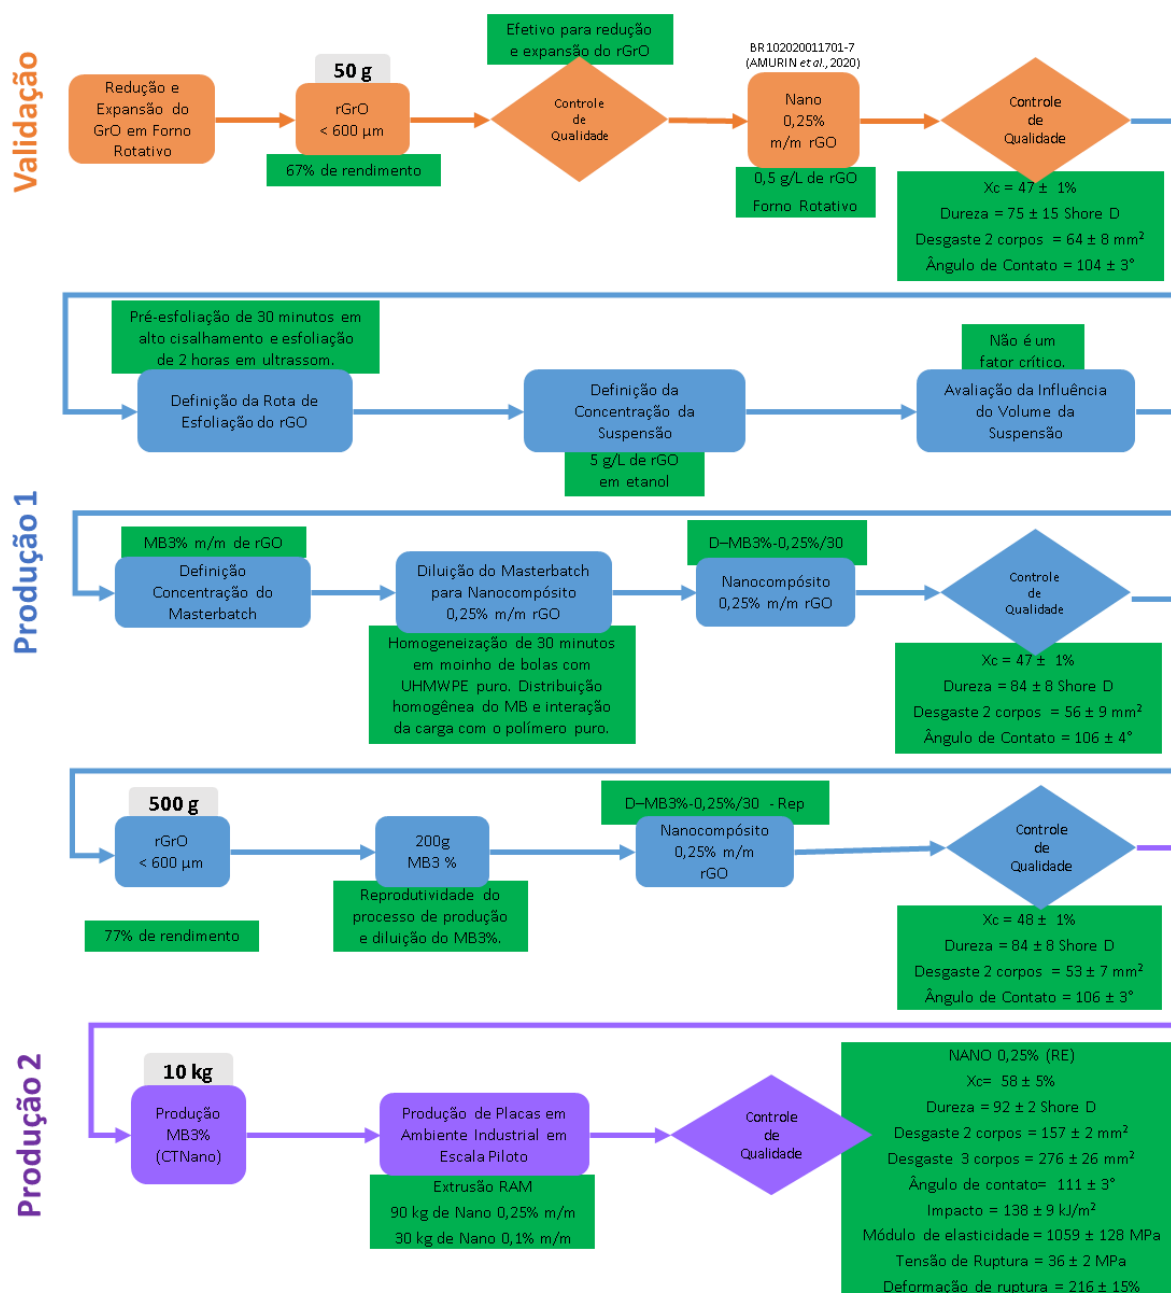 Validação
Redução e
Expansão do
GrO em Forno
Rotativo
50 g
rGrO
< 600 µm
67% de rendimento
Efetivo para redução
e expansão do rGrO
Controle
de
Qualidade
BR102020011701-7
(AMURIN et al., 2020)
Nano
0,25%
m/m rGO
0,5 g/L de rGO
Forno Rotativo
Controle
de
Qualidade
Xc = 47 ± 1%
Dureza = 75 ± 15 Shore D
Desgaste 2 corpos = 64 ± 8 mm²
Ângulo de Contato = 104 ± 3°
Produção 1
Pré-esfoliação de 30 minutos em
alto cisalhamento e esfoliação
de 2 horas em ultrassom.
Definição da Rota de
Esfoliação do rGO
Definição da
Concentração da
Suspensão
5 g/L de rGO
em etanol
Não é um
fator crítico.
Avaliação da Influência
do Volume da
Suspensão
MB3% m/m de rGO
Definição
Concentração do
Masterbatch
Diluição do Masterbatch
para Nanocompósito
0,25% m/m rGO
Homogeneização de 30 minutos
em moinho de bolas com
UHMWPE puro. Distribuição
homogênea do MB e interação
da carga com o polímero puro.
D–MB3%-0,25%/30
Nanocompósito
0,25% m/m rGO
Controle
de
Qualidade
Xc = 47 ± 1%
Dureza = 84 ± 8 Shore D
Desgaste 2 corpos = 56 ± 9 mm²
Ângulo de Contato = 106 ± 4°
500 g
rGrO
< 600 µm
77% de rendimento
200g
MB3 %
Reprodutividade do
processo de produção
e diluição do MB3%.
D–MB3%-0,25%/30 - Rep
Nanocompósito
0,25% m/m
rGO
Controle
de
Qualidade
Xc = 48 ± 1%
Dureza = 84 ± 8 Shore D
Desgaste 2 corpos = 53 ± 7 mm²
Ângulo de Contato = 106 ± 3°
Produção 2
10 kg
Produção
MB3%
(CTNano)
Produção de Placas em
Ambiente Industrial em
Escala Piloto
Extrusão RAM
90 kg de Nano 0,25% m/m
30 kg de Nano 0,1% m/m
Controle
de
Qualidade
NANO 0,25% (RE)
Xc= 58 ± 5%
Dureza = 92 ± 2 Shore D
Desgaste 2 corpos = 157 ± 2 mm²
Desgaste 3 corpos = 276 ± 26 mm²
Ângulo de contato= 111 ± 3°
Impacto = 138 ± 9 kJ/m²
Módulo de elasticidade = 1059 ± 128 MPa
Tensão de Ruptura = 36 ± 2 MPa
Deformação de ruptura = 216 ± 15%